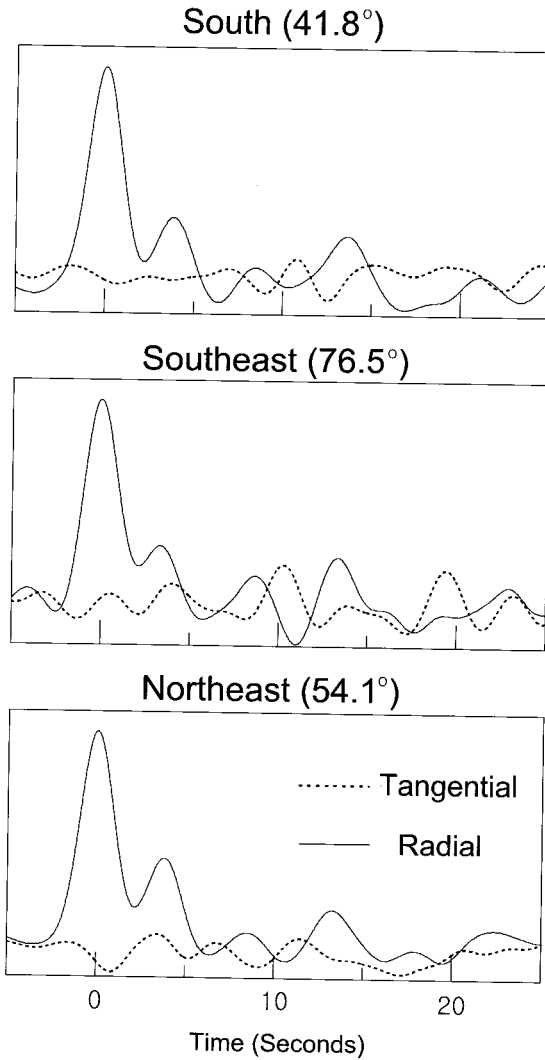 South (41.8°)
Southeast (76.5°)
Northeast (54.1°)
Tangential
Radial
0 10 20
Time (Seconds)